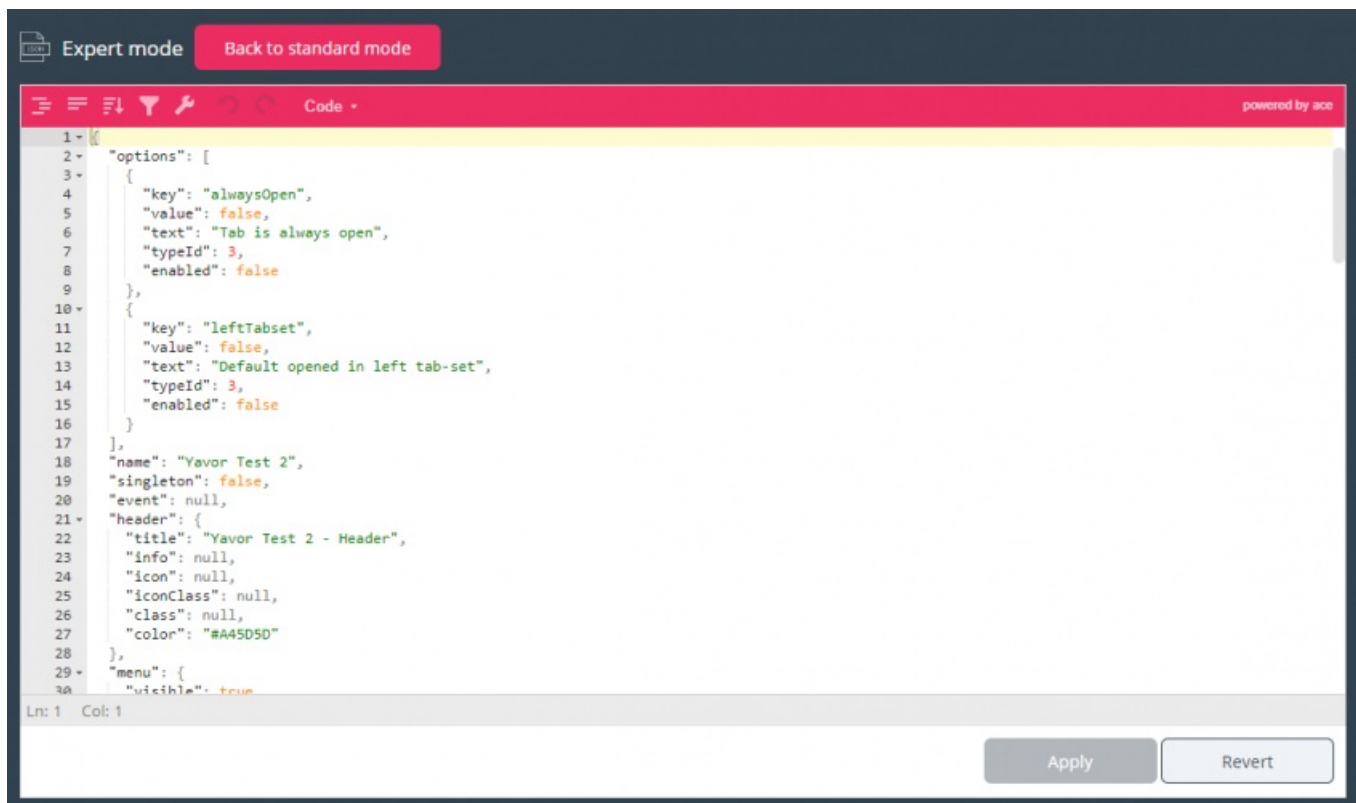 JSON
Expert mode
Back to standard mode
Code
powered by ace
1 {
2 "options": [
3 {
4 "key": "alwaysOpen",
5 "value": false,
6 "text": "Tab is always open",
7 "typeId": 3,
8 "enabled": false
9 },
10 {
11 "key": "leftTabset",
12 "value": false,
13 "text": "Default opened in left tab-set",
14 "typeId": 3,
15 "enabled": false
16 }
17 ],
18 "name": "Yavor Test 2",
19 "singleton": false,
20 "event": null,
21 "header": {
22 "title": "Yavor Test 2 - Header",
23 "info": null,
24 "icon": null,
25 "iconClass": null,
26 "class": null,
27 "color": "#A45D5D"
28 },
29 "menu": {
30 "visible": true
Ln: 1 Col: 1
Apply
Revert